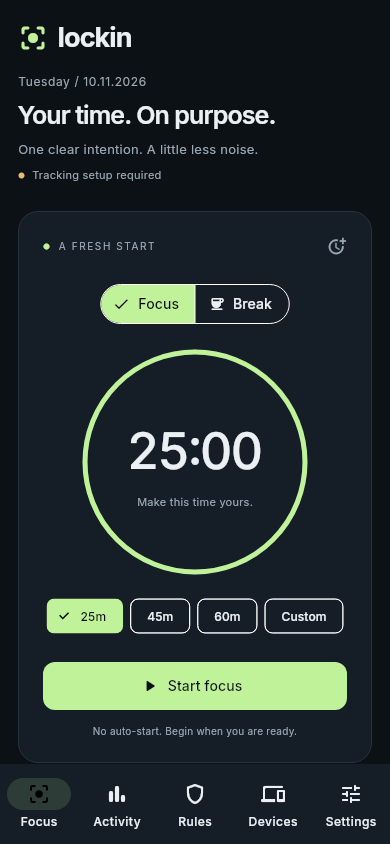 lockin
Tuesday / 10.11.2026
Your time. On purpose.
One clear intention. A little less noise.
Tracking setup required
A FRESH START
Focus Break
25:00
Make this time yours.
25m 45m 60m Custom
Start focus
No auto-start. Begin when you are ready.
Focus Activity Rules Devices Settings